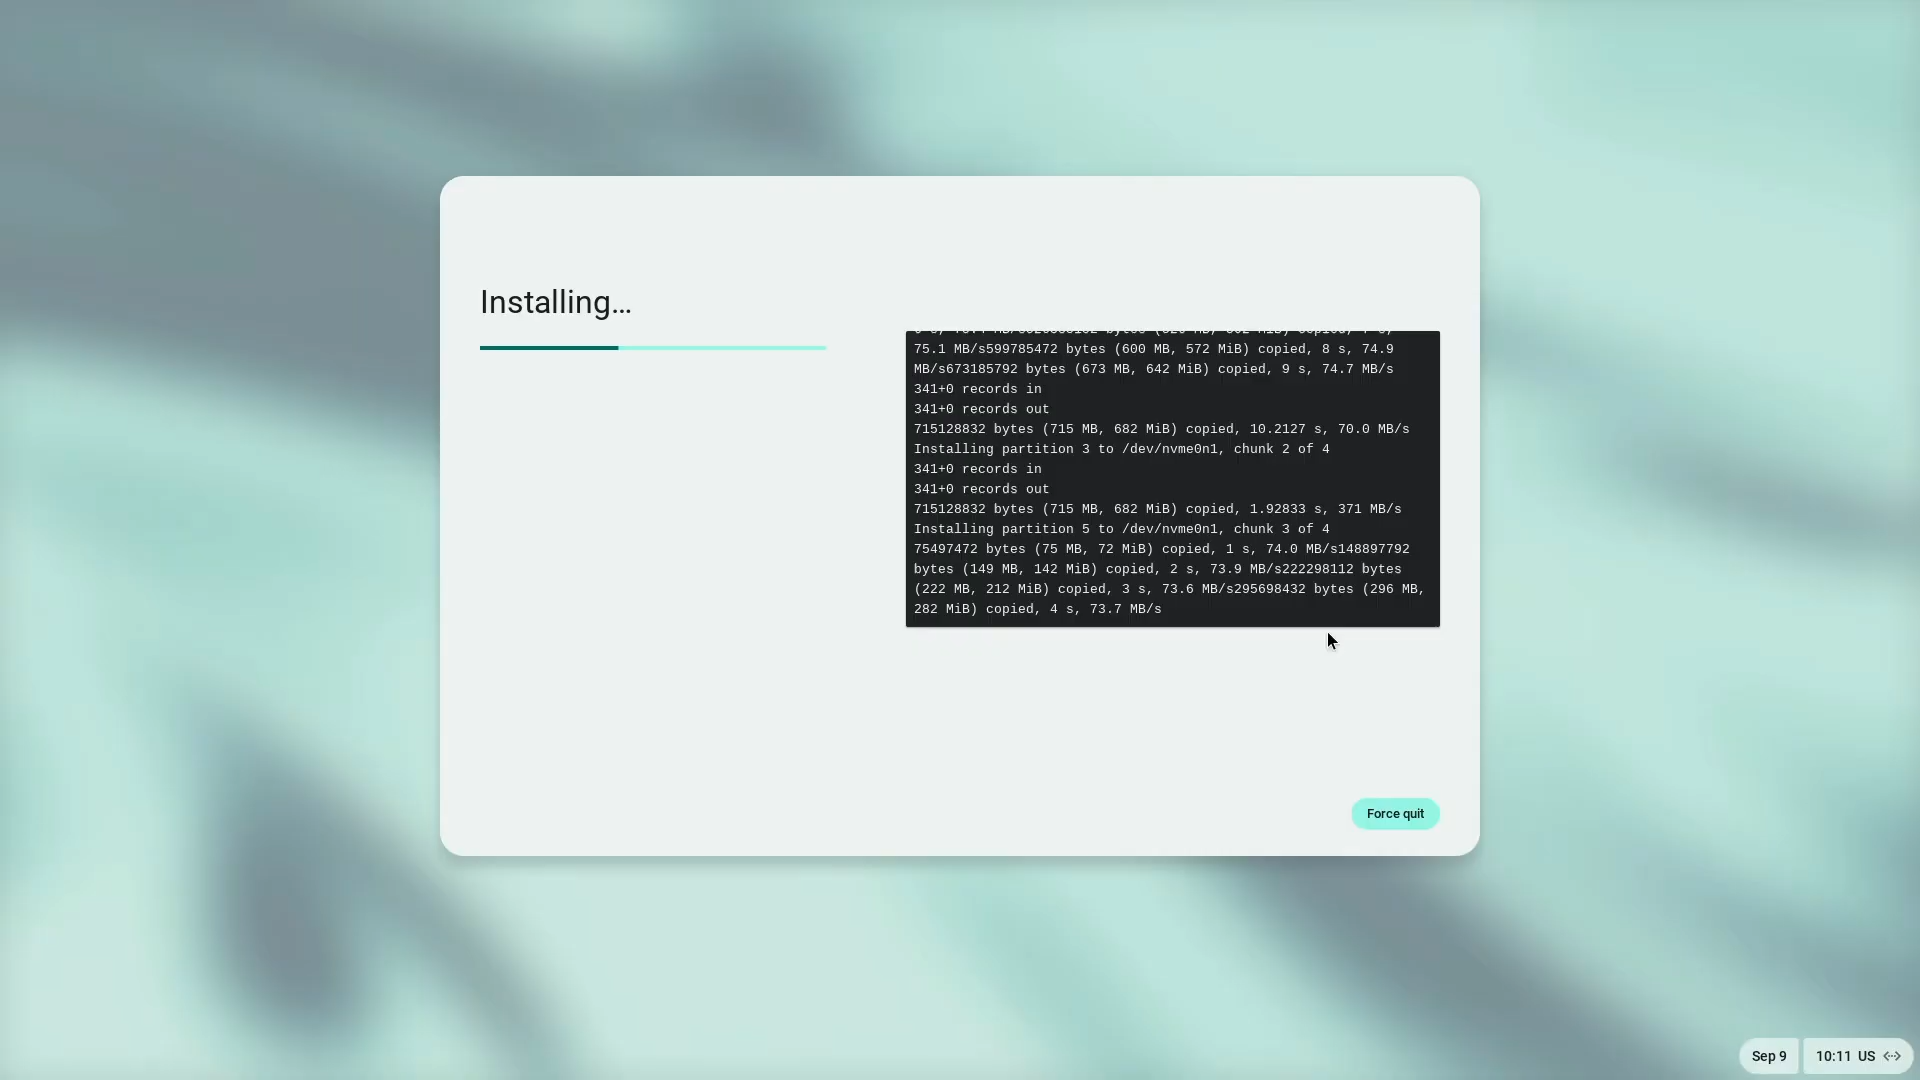 Installing…
75.1 MB/s599785472 bytes (600 MB, 572 MiB) copied, 8 s, 74.9
MB/s673185792 bytes (673 MB, 642 MiB) copied, 9 s, 74.7 MB/s
341+0 records in
341+0 records out
715128832 bytes (715 MB, 682 MiB) copied, 10.2127 s, 70.0 MB/s
Installing partition 3 to /dev/nvme0n1, chunk 2 of 4
341+0 records in
341+0 records out
715128832 bytes (715 MB, 682 MiB) copied, 1.92833 s, 371 MB/s
Installing partition 5 to /dev/nvme0n1, chunk 3 of 4
75497472 bytes (75 MB, 72 MiB) copied, 1 s, 74.0 MB/s148897792
bytes (149 MB, 142 MiB) copied, 2 s, 73.9 MB/s222298112 bytes
(222 MB, 212 MiB) copied, 3 s, 73.6 MB/s295698432 bytes (296 MB,
282 MiB) copied, 4 s, 73.7 MB/s
Force quit
Sep 9
10:11 US